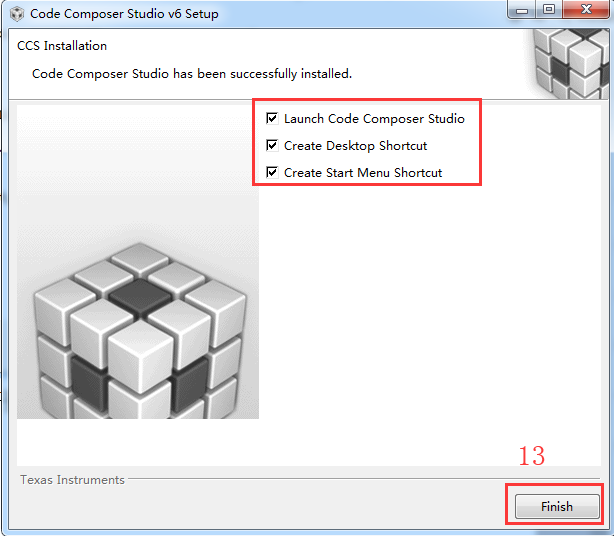 Code Composer Studio v6 Setup
CCS Installation
Code Composer Studio has been successfully installed.
Launch Code Composer Studio
Create Desktop Shortcut
Create Start Menu Shortcut
13
Texas Instruments
Finish